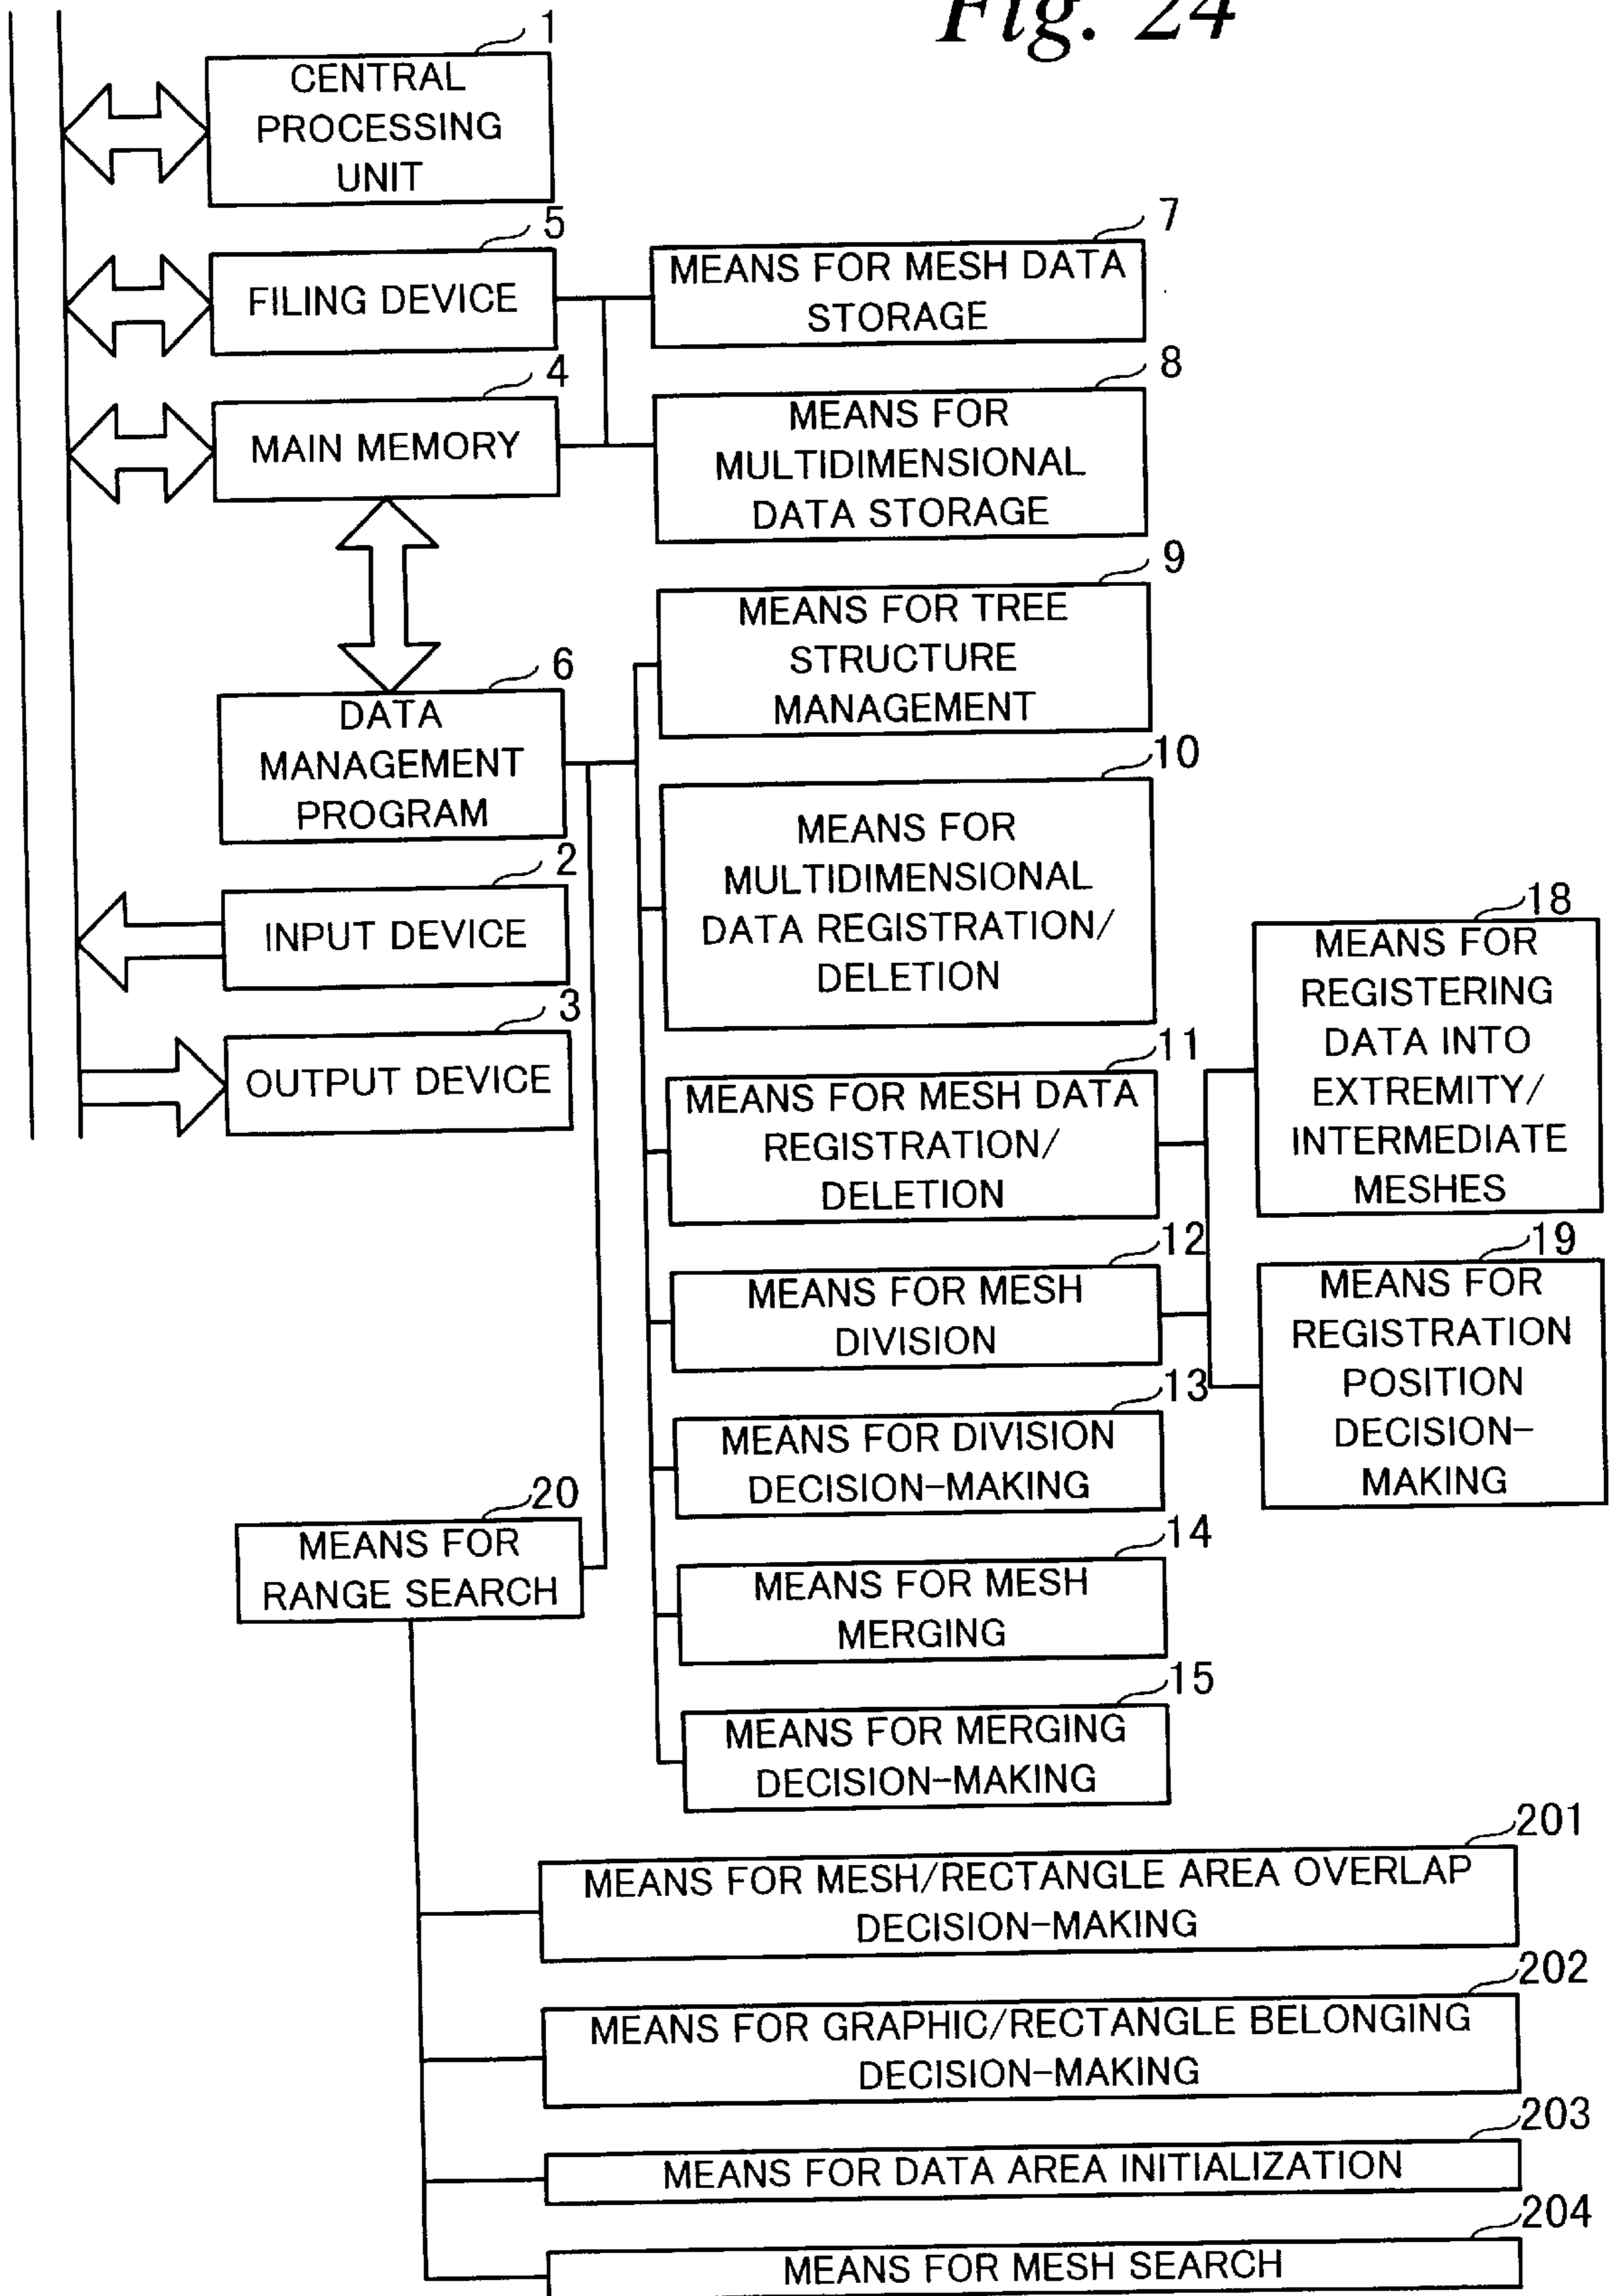 Fig. 24
1
CENTRAL
PROCESSING
UNIT
5
FILING DEVICE
7
MEANS FOR MESH DATA
STORAGE
4
MAIN MEMORY
8
MEANS FOR
MULTIDIMENSIONAL
DATA STORAGE
9
MEANS FOR TREE
STRUCTURE
MANAGEMENT
6
DATA
MANAGEMENT
PROGRAM
10
MEANS FOR
MULTIDIMENSIONAL
DATA REGISTRATION/
DELETION
2
INPUT DEVICE
3
OUTPUT DEVICE
11
MEANS FOR MESH DATA
REGISTRATION/
DELETION
18
MEANS FOR
REGISTERING
DATA INTO
EXTREMITY/
INTERMEDIATE
MESHES
12
MEANS FOR MESH
DIVISION
19
MEANS FOR
REGISTRATION
POSITION
DECISION-
MAKING
13
MEANS FOR DIVISION
DECISION-MAKING
20
MEANS FOR
RANGE SEARCH
14
MEANS FOR MESH
MERGING
15
MEANS FOR MERGING
DECISION-MAKING
201
MEANS FOR MESH/RECTANGLE AREA OVERLAP
DECISION-MAKING
202
MEANS FOR GRAPHIC/RECTANGLE BELONGING
DECISION-MAKING
203
MEANS FOR DATA AREA INITIALIZATION
204
MEANS FOR MESH SEARCH